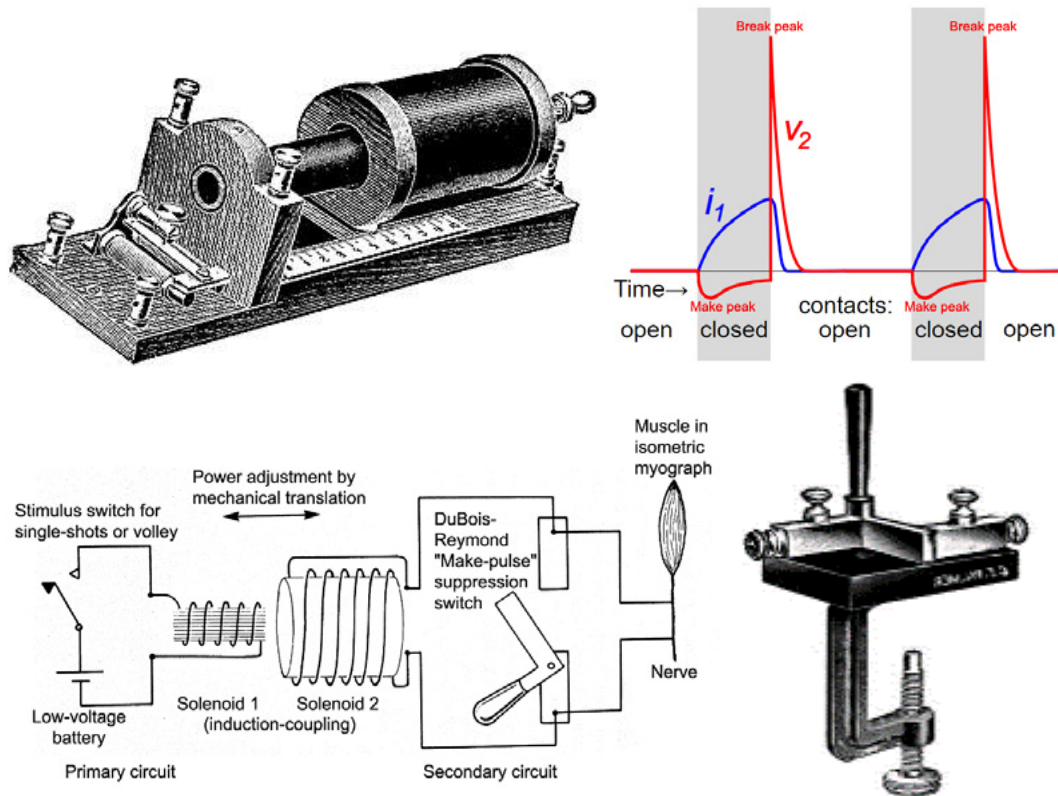 Break peak
Break peak
v2
i1
Time→
Make peak
contacts:
Make peak
open
closed
open
closed
open
Power adjustment by
mechanical translation
Stimulus switch for
single-shots or volley
DuBois-
Reymond
"Make-pulse"
suppression
switch
Muscle in
isometric
myograph
Nerve
Solenoid 1
Solenoid 2
(induction-coupling)
Low-voltage
battery
Primary circuit
Secondary circuit